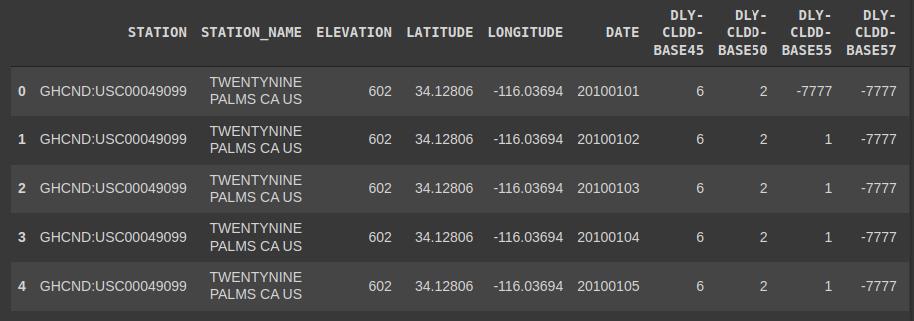 STATION STATION_NAME ELEVATION LATITUDE LONGITUDE DATE DLY-CLDD-BASE45 DLY-CLDD-BASE50 DLY-CLDD-BASE55 DLY-CLDD-BASE57
0 GHCND:USC00049099 TWENTYNINE PALMS CA US 602 34.12806 -116.03694 20100101 6 2 -7777 -7777
1 GHCND:USC00049099 TWENTYNINE PALMS CA US 602 34.12806 -116.03694 20100102 6 2 1 -7777
2 GHCND:USC00049099 TWENTYNINE PALMS CA US 602 34.12806 -116.03694 20100103 6 2 1 -7777
3 GHCND:USC00049099 TWENTYNINE PALMS CA US 602 34.12806 -116.03694 20100104 6 2 1 -7777
4 GHCND:USC00049099 TWENTYNINE PALMS CA US 602 34.12806 -116.03694 20100105 6 2 1 -7777